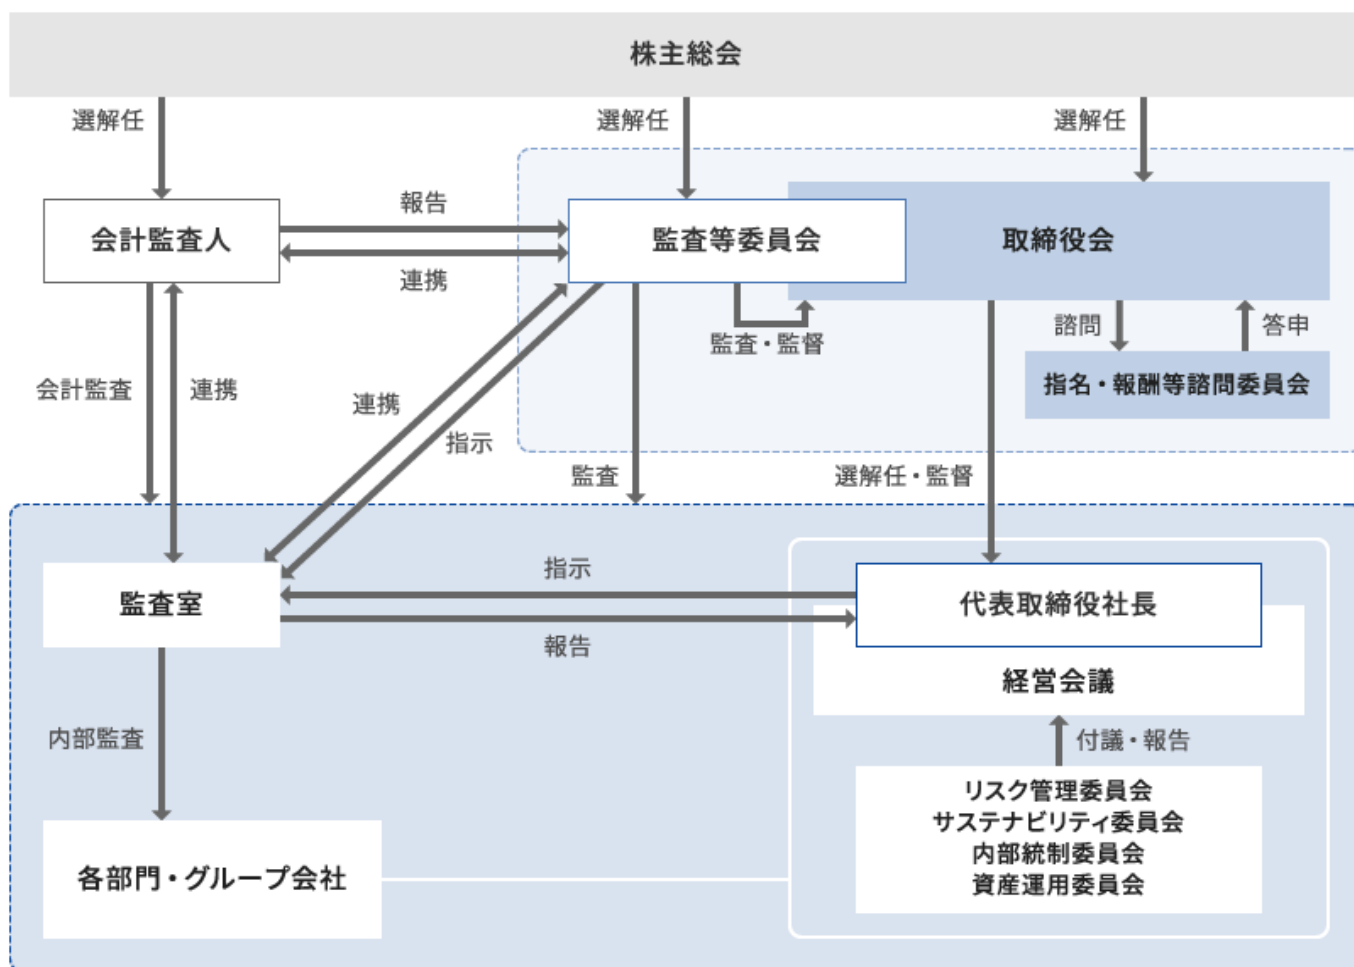 株主総会
選解任
選解任
選解任
会計監査人
報告
連携
監査等委員会
取締役会
監査・監督
諮問
答申
指名・報酬等諮問委員会
会計監査
連携
連携
指示
監査
選解任・監督
監査室
指示
報告
代表取締役社長
経営会議
内部監査
付議・報告
リスク管理委員会
サステナビリティ委員会
内部統制委員会
資産運用委員会
各部門・グループ会社